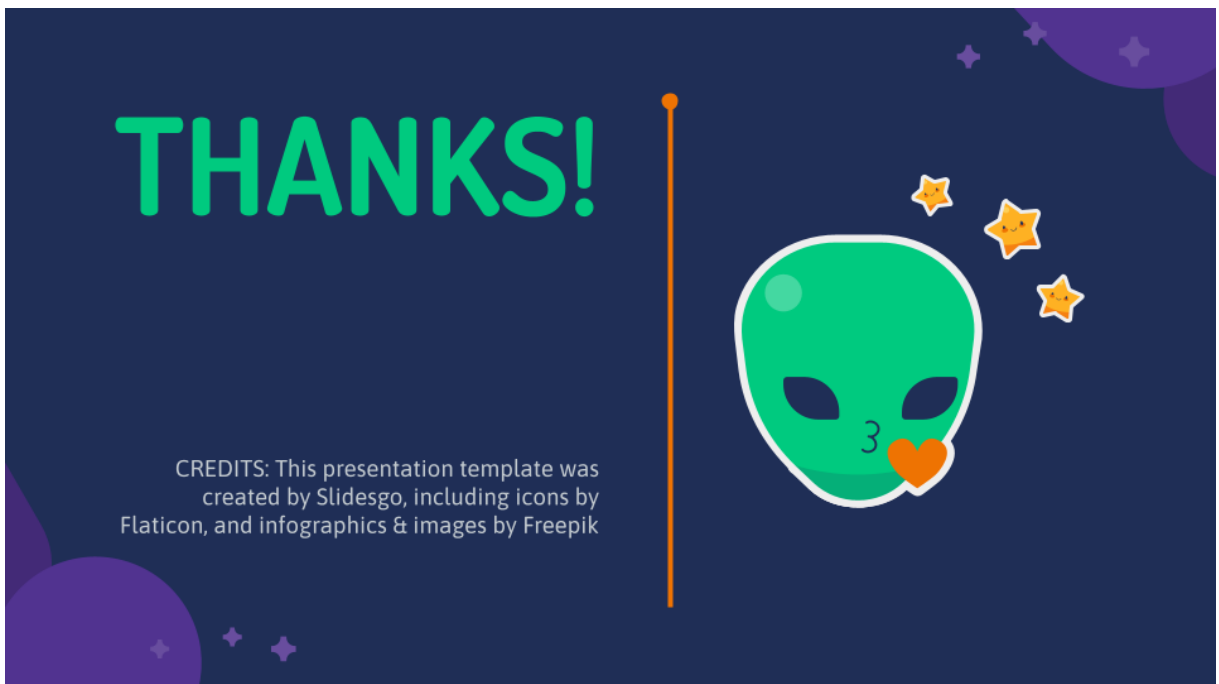 THANKS!
CREDITS: This presentation template was
created by Slidesgo, including icons by
Flaticon, and infographics & images by Freepik